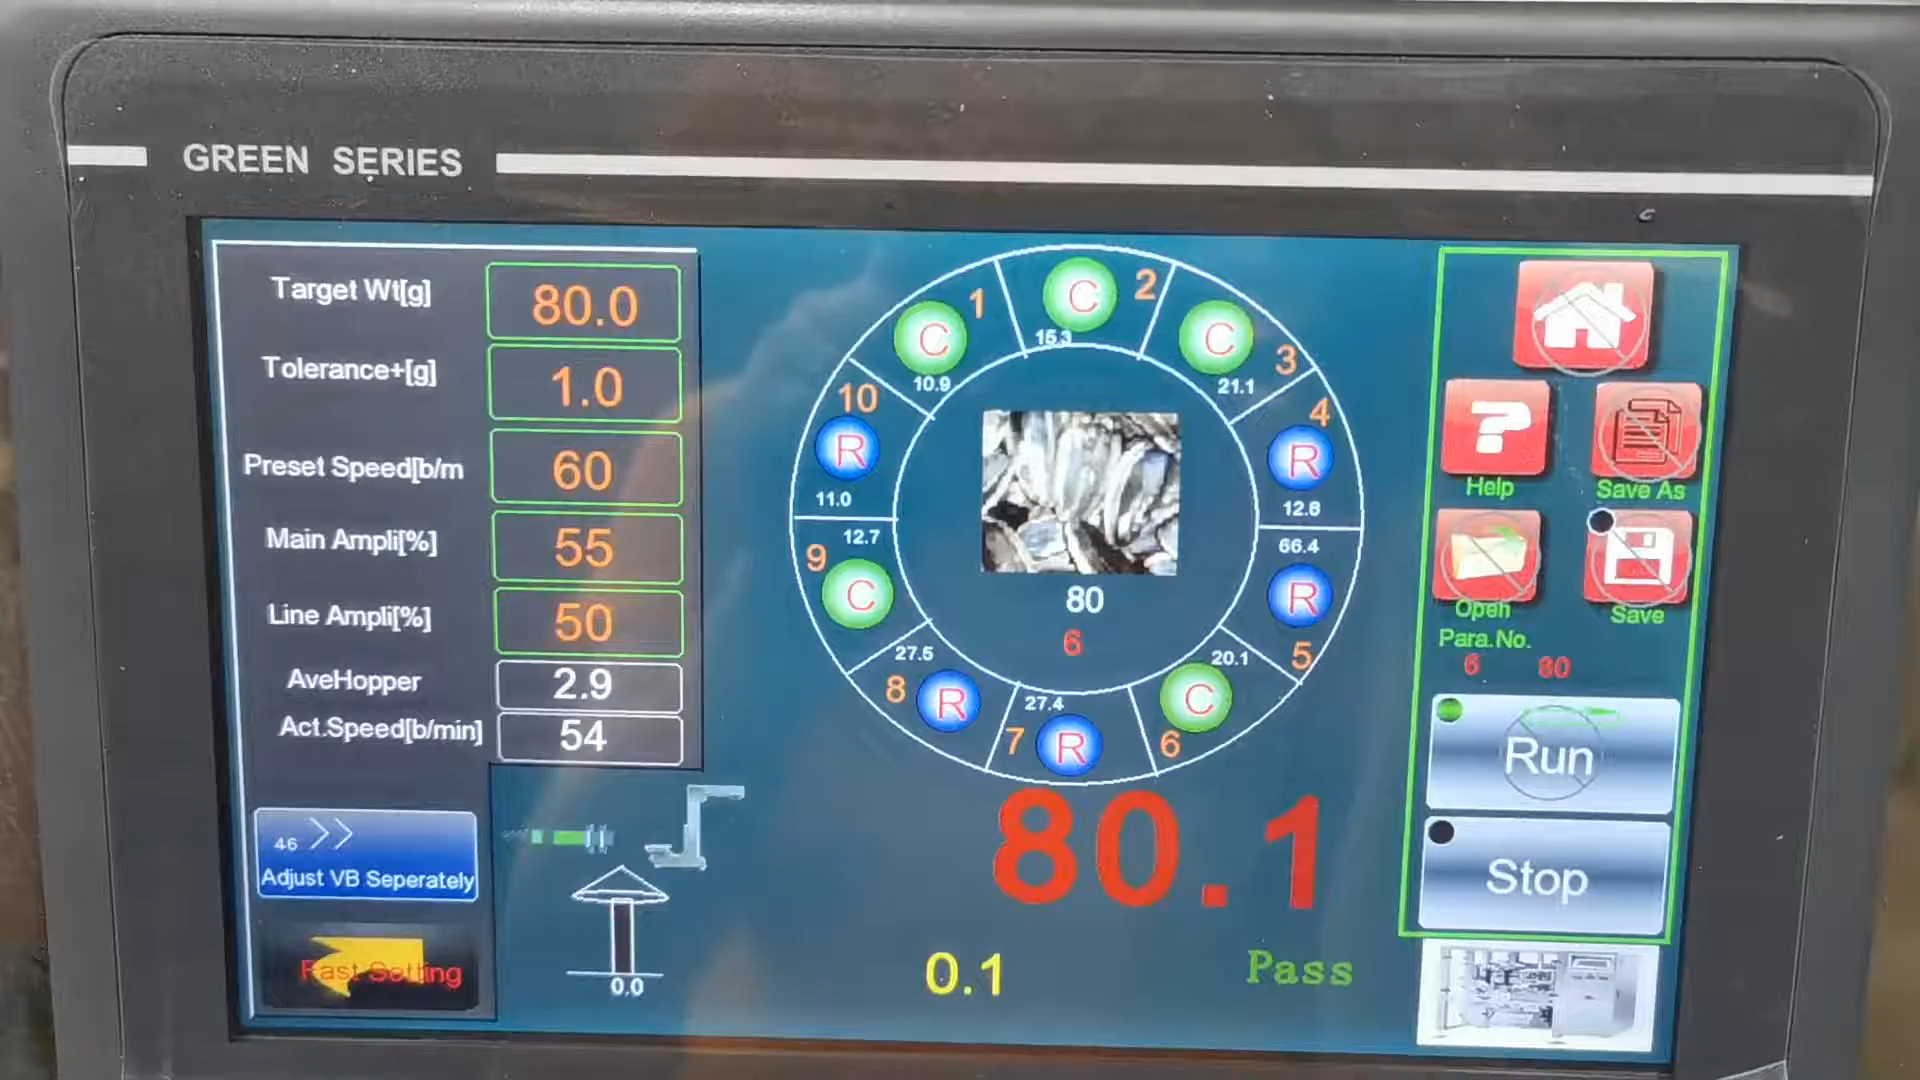 GREEN SERIES
Target Wt[g] 80.0
Tolerance+[g] 1.0
Preset Speed[b/m 60
Main Ampli[%] 55
Line Ampli[%] 50
AveHopper 2.9
Act.Speed[b/min] 54
46
Adjust VB Seperately
Fast Setting
0.0
1 C 10.9
2 C 15.3
3 C 21.1
4 R 12.8
5 R 66.4
6 C 20.1
7 R 27.4
8 R 27.5
9 C 12.7
10 R 11.0
80
6
80.1
0.1
Pass
?
Help
Save As
Open
Save
Para.No.
6 80
Run
Stop